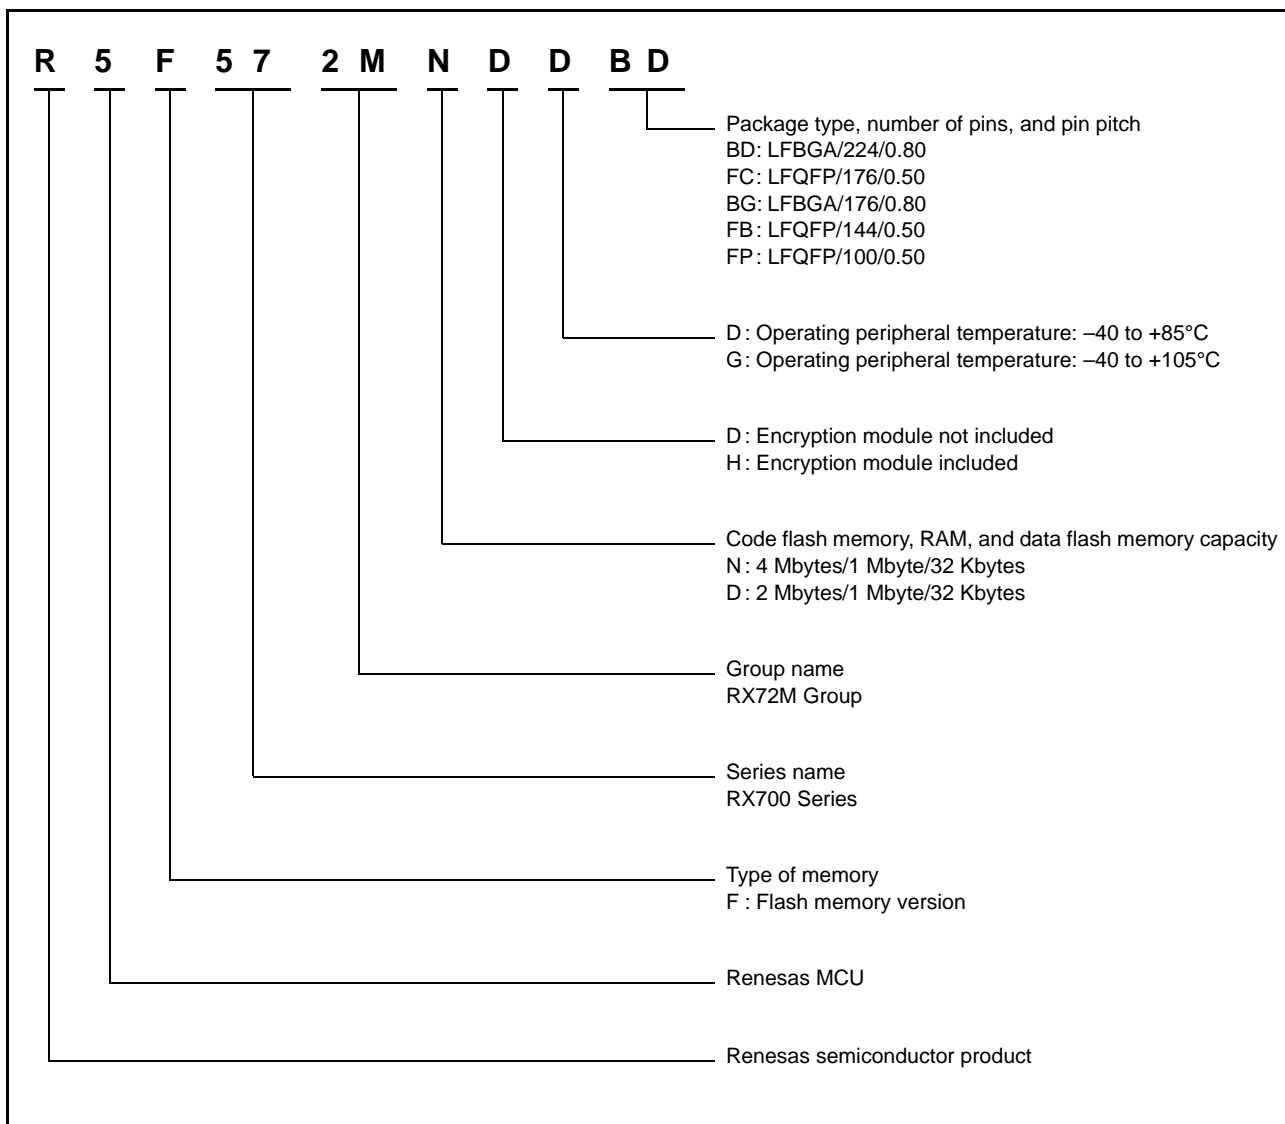 R 5 F 5 7 2 M N D D B D
Package type, number of pins, and pin pitch
BD: LFBGA/224/0.80
FC: LFQFP/176/0.50
BG: LFBGA/176/0.80
FB: LFQFP/144/0.50
FP: LFQFP/100/0.50
D: Operating peripheral temperature: –40 to +85°C
G: Operating peripheral temperature: –40 to +105°C
D: Encryption module not included
H: Encryption module included
Code flash memory, RAM, and data flash memory capacity
N: 4 Mbytes/1 Mbyte/32 Kbytes
D: 2 Mbytes/1 Mbyte/32 Kbytes
Group name
RX72M Group
Series name
RX700 Series
Type of memory
F : Flash memory version
Renesas MCU
Renesas semiconductor product